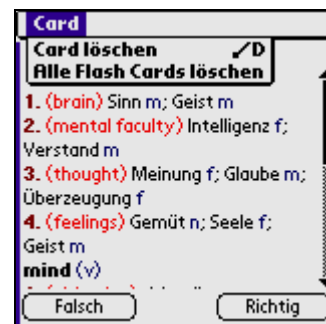 Card
Card löschen ✓D
Alle Flash Cards löschen
1. (brain) Sinn m; Geist m
2. (mental faculty) Intelligenz f;
Verstand m
3. (thought) Meinung f; Glaube m;
Überzeugung f
4. (feelings) Gemüt n; Seele f;
Geist m
mind (v)
Falsch Richtig